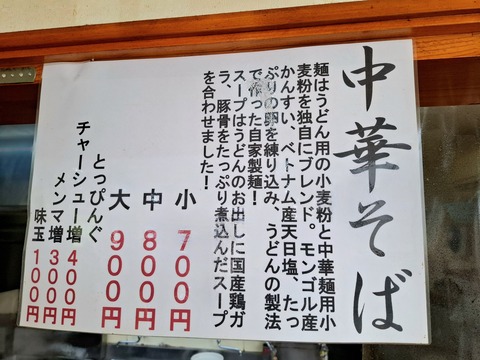 中華そば
麺はうどん用の小麦粉と中華麺用小
麦粉を独自にブレンド。モンゴル産
かんすい、ベトナム産天日塩、たっ
ぷりの卵を練り込み、うどんの製法
で作った自家製麺！
スープはうどんのお出しに国産鶏ガ
ラ、豚骨をたっぷり煮込んだスープ
を合わせました！
小 700円
中 800円
大 900円
とっぴんぐ
チャーシュー増 400円
メンマ増 300円
味玉 100円